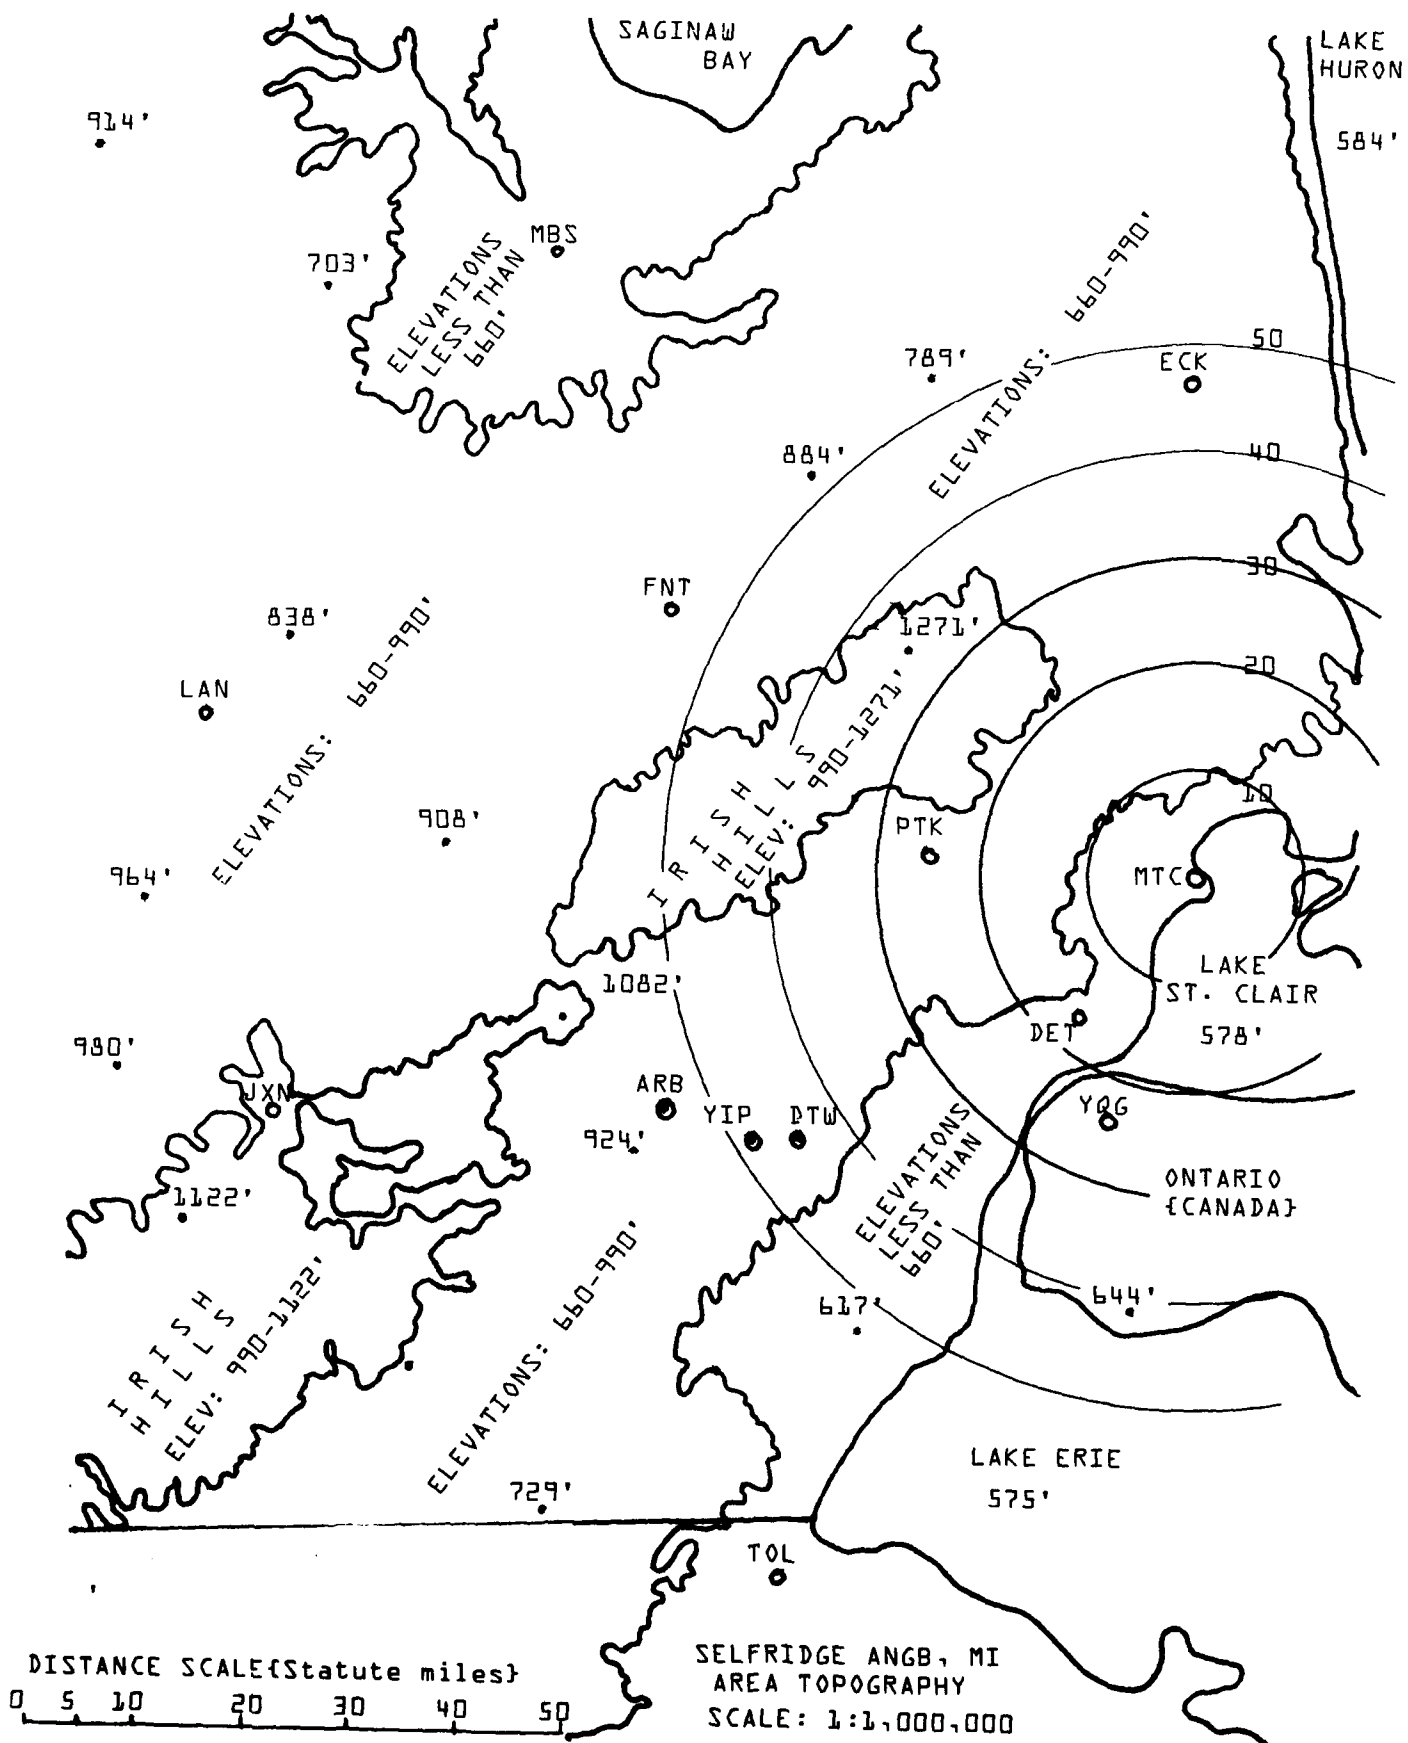 SAGINAW
BAY
LAKE
HURON
584'
914'
MBS
703'
ELEVATIONS
LESS THAN
660'
660-990'
ELEVATIONS:
50
ECK
789'
40
884'
30
FNT
1271'
838'
660-990'
ELEVATIONS:
LAN
20
IRISH
HILLS
ELEV: 990-1271'
10
908'
PTK
964'
MTC
LAKE
ST. CLAIR
578'
1082'
DET
980'
JXN
ARB
YIP
DTW
YQG
924'
ELEVATIONS
LESS THAN
660'
ONTARIO
{CANADA}
1122'
IRISH
HILLS
ELEV: 990-1122'
ELEVATIONS: 660-990'
617'
644'
LAKE ERIE
575'
729'
TOL
DISTANCE SCALE{Statute miles}
0 5 10 20 30 40 50
SELFRIDGE ANGB, MI
AREA TOPOGRAPHY
SCALE: 1:1,000,000